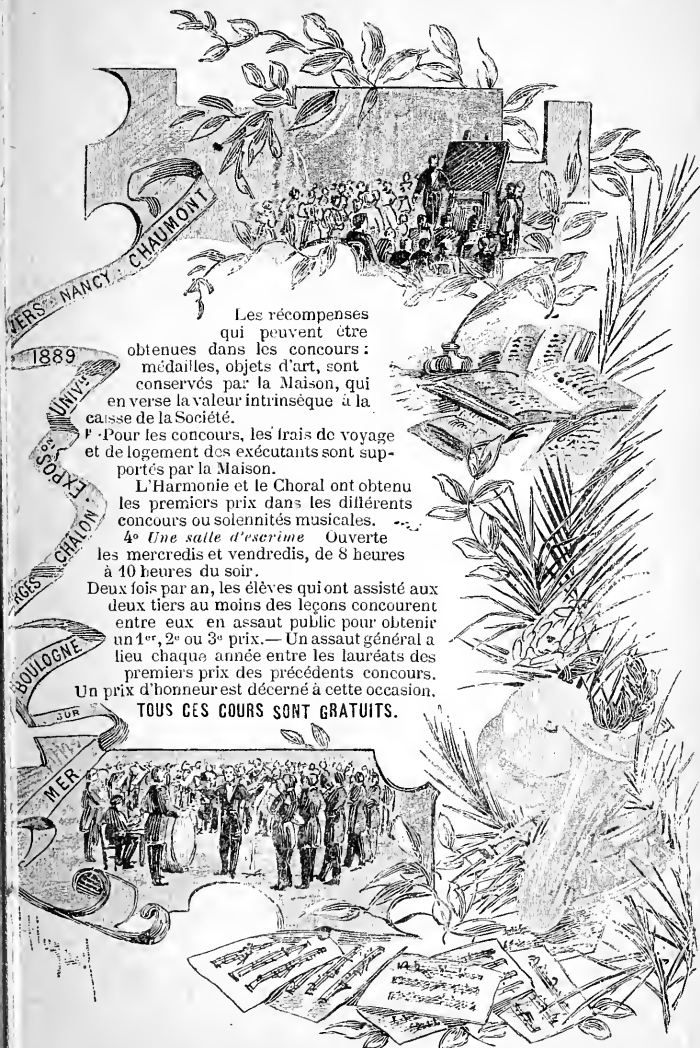 CHAUMONT
NANCY
VERS
1889
UNIV^lle
EXPOS^on
CHALON
RGES
BOULOGNE
SUR
MER
Les récompenses
qui peuvent être
obtenues dans les concours :
médailles, objets d'art, sont
conservés par la Maison, qui
en verse la valeur intrinsèque à la
caisse de la Société.
Pour les concours, les frais de voyage
et de logement des exécutants sont sup-
portés par la Maison.
L'Harmonie et le Choral ont obtenu
les premiers prix dans les différents
concours ou solennités musicales.
4° Une salle d'escrime Ouverte
les mercredis et vendredis, de 8 heures
à 10 heures du soir.
Deux fois par an, les élèves qui ont assisté aux
deux tiers au moins des leçons concourent
entre eux en assaut public pour obtenir
un 1er, 2e ou 3e prix.— Un assaut général a
lieu chaque année entre les lauréats des
premiers prix des précédents concours.
Un prix d'honneur est décerné à cette occasion.
TOUS CES COURS SONT GRATUITS.